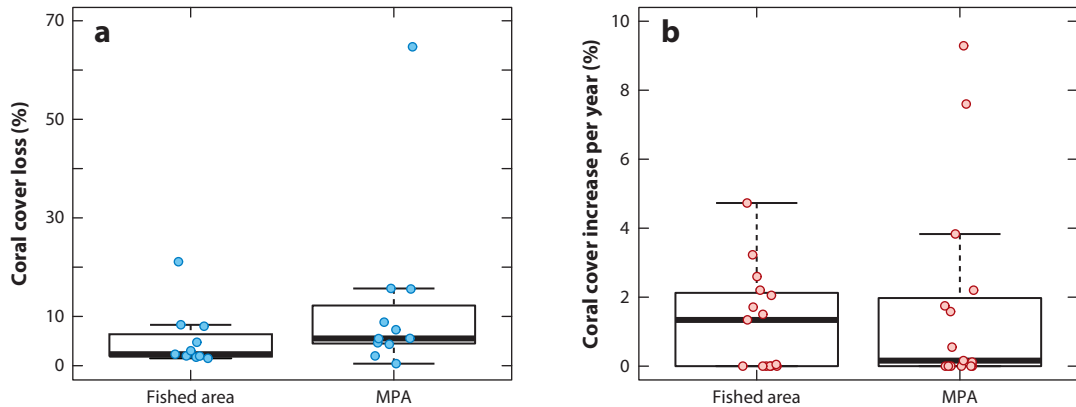 a
Coral cover loss (%)
70
50
30
10
0
Fished area
MPA
b
Coral cover increase per year (%)
10
8
6
4
2
0
Fished area
MPA